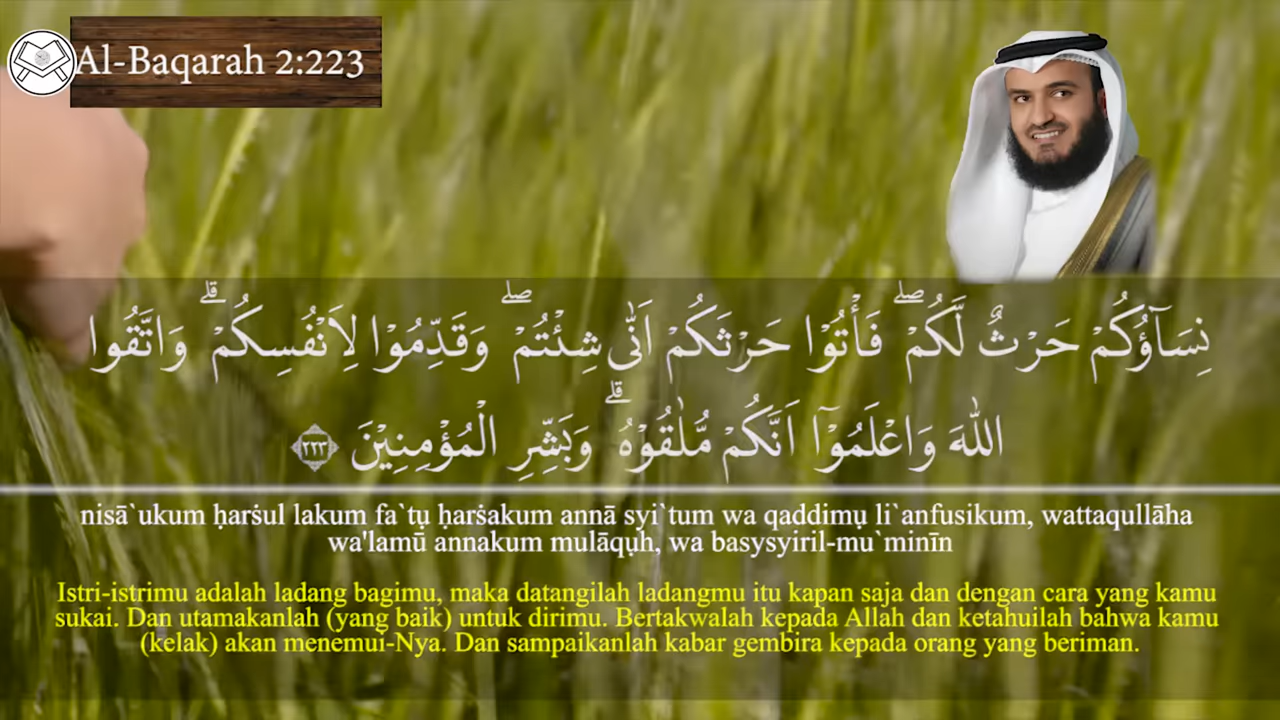 Al-Baqarah 2:223
نِسَاۤؤُكُمْ حَرْثٌ لَّكُمْ ۖ فَأْتُوْا حَرْثَكُمْ اَنّٰى شِئْتُمْ ۖ وَقَدِّمُوْا لِاَنْفُسِكُمْ ۗ وَاتَّقُوا
اللّٰهَ وَاعْلَمُوْٓا اَنَّكُمْ مُّلٰقُوْهُ ۗ وَبَشِّرِ الْمُؤْمِنِيْنَ ٢٢٣
nisā`ukum ḥarṡul lakum fa`tụ ḥarṡakum annā syi`tum wa qaddimụ li`anfusikum, wattaqullāha
wa'lamū annakum mulāqụh, wa basysyiril-mu`minīn
Istri-istrimu adalah ladang bagimu, maka datangilah ladangmu itu kapan saja dan dengan cara yang kamu
sukai. Dan utamakanlah (yang baik) untuk dirimu. Bertakwalah kepada Allah dan ketahuilah bahwa kamu
(kelak) akan menemui-Nya. Dan sampaikanlah kabar gembira kepada orang yang beriman.